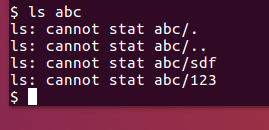 $ ls abc
ls: cannot stat abc/.
ls: cannot stat abc/..
ls: cannot stat abc/sdf
ls: cannot stat abc/123
$